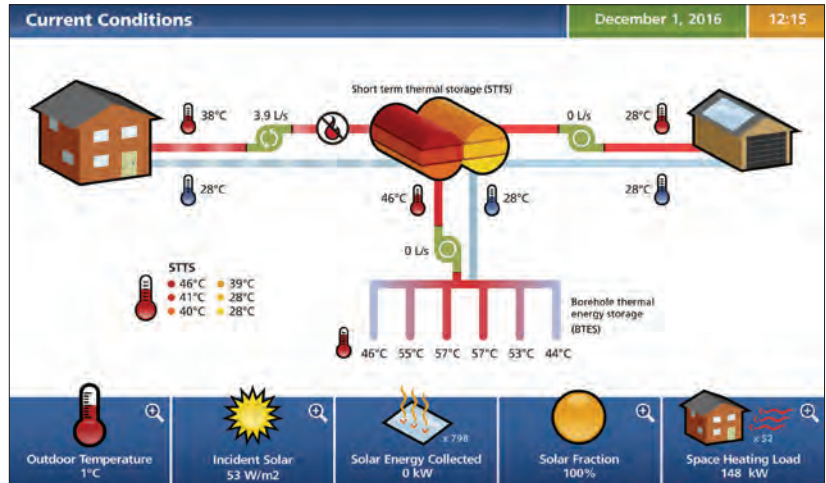 Current Conditions
December 1, 2016
12:15
Short term thermal storage (STTS)
38°C
3.9 L/s
0 L/s
28°C
28°C
28°C
46°C
28°C
0 L/s
STTS
46°C 39°C
41°C 28°C
40°C 28°C
Borehole thermal
energy storage
(BTES)
46°C 55°C 57°C 57°C 53°C 44°C
x 798
x 52
Outdoor Temperature
1°C
Incident Solar
53 W/m2
Solar Energy Collected
0 kW
Solar Fraction
100%
Space Heating Load
148 kW